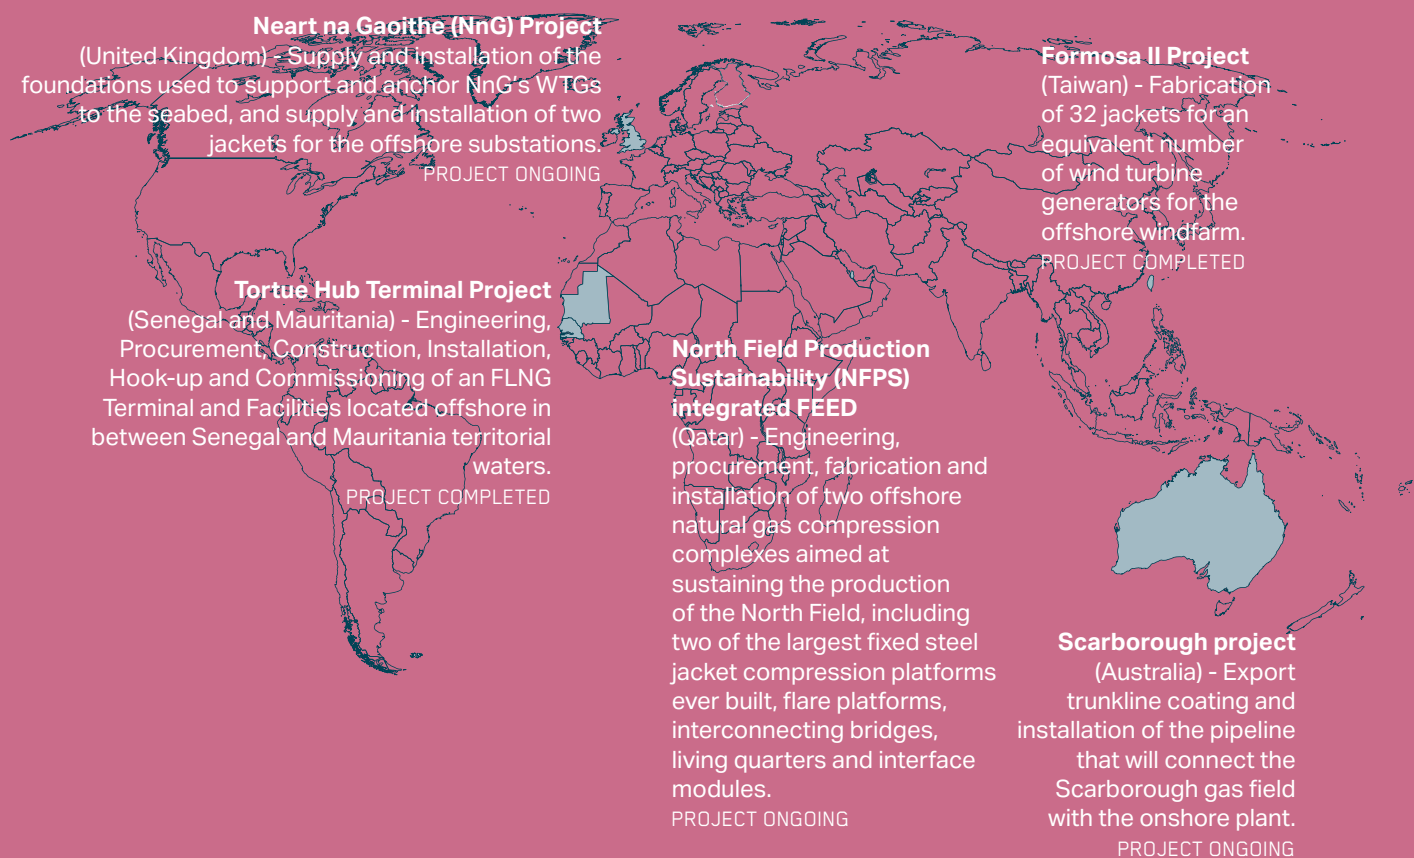 Neart na Gaoithe (NnG) Project
(United Kingdom) - Supply and installation of the
foundations used to support and anchor NnG's WTGs
to the seabed, and supply and installation of two
jackets for the offshore substations.
PROJECT ONGOING
Formosa II Project
(Taiwan) - Fabrication
of 32 jackets for an
equivalent number
of wind turbine
generators for the
offshore windfarm.
PROJECT COMPLETED
Tortue Hub Terminal Project
(Senegal and Mauritania) - Engineering,
Procurement, Construction, Installation,
Hook-up and Commissioning of an FLNG
Terminal and Facilities located offshore in
between Senegal and Mauritania territorial
waters.
PROJECT COMPLETED
North Field Production
Sustainability (NFPS)
integrated FEED
(Qatar) - Engineering,
procurement, fabrication and
installation of two offshore
natural gas compression
complexes aimed at
sustaining the production
of the North Field, including
two of the largest fixed steel
jacket compression platforms
ever built, flare platforms,
interconnecting bridges,
living quarters and interface
modules.
PROJECT ONGOING
Scarborough project
(Australia) - Export
trunkline coating and
installation of the pipeline
that will connect the
Scarborough gas field
with the onshore plant.
PROJECT ONGOING